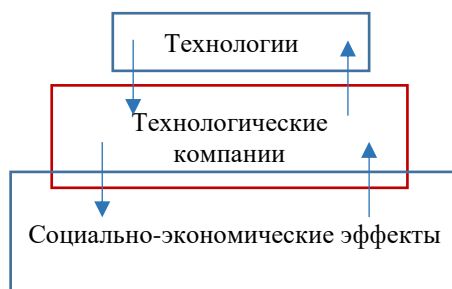 Технологии
Технологические
компании
Социально-экономические эффекты